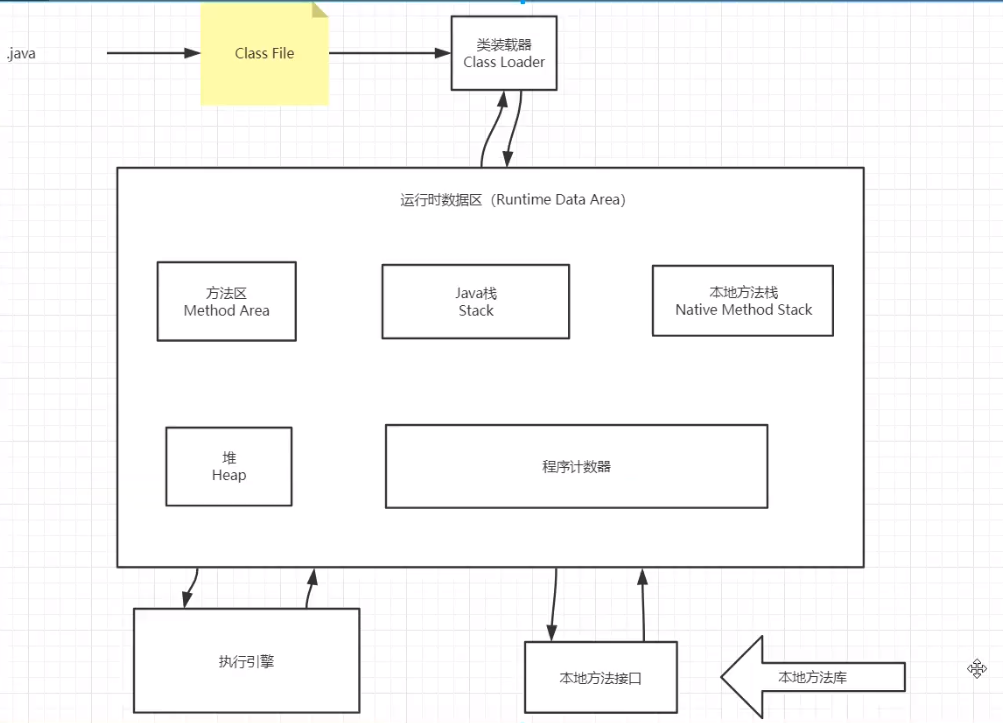 .java
Class File
类装载器
Class Loader
运行时数据区（Runtime Data Area）
方法区
Method Area
Java栈
Stack
本地方法栈
Native Method Stack
堆
Heap
程序计数器
执行引擎
本地方法接口
本地方法库